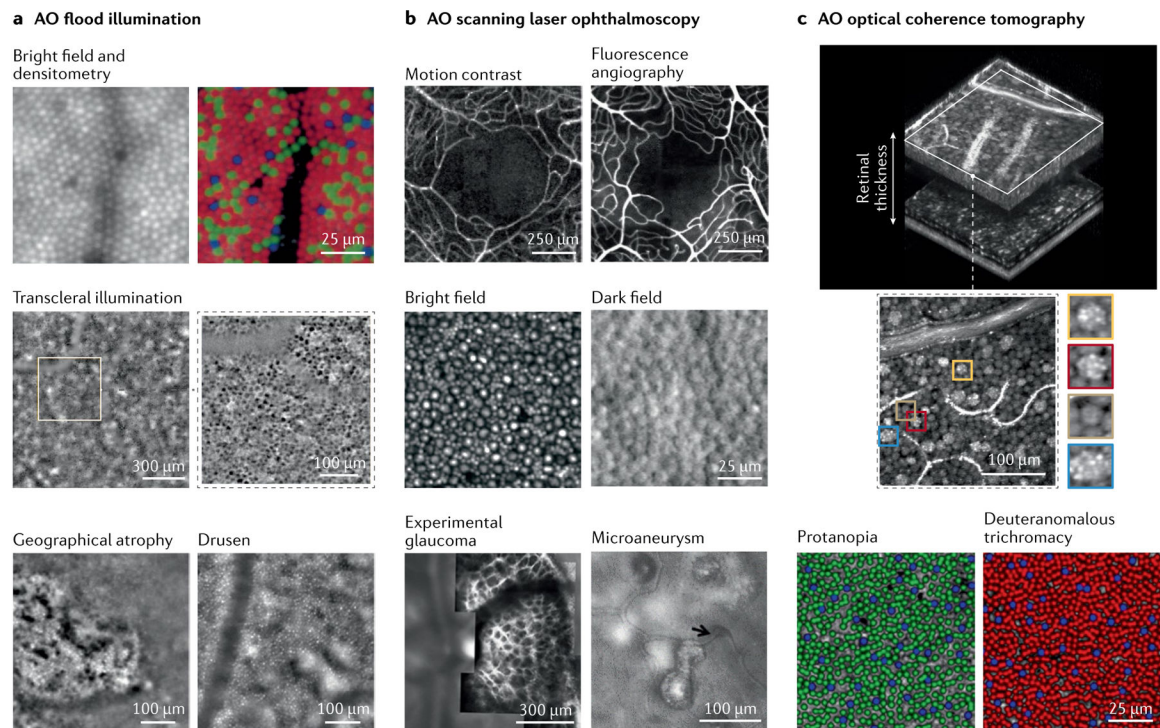 a AO flood illumination
Bright field and
densitometry
25 µm
Transcleral illumination
300 µm
100 µm
Geographical atrophy
Drusen
100 µm
100 µm
b AO scanning laser ophthalmoscopy
Motion contrast
Fluorescence
angiography
250 µm
250 µm
Bright field
Dark field
25 µm
Experimental
glaucoma
Microaneurysm
300 µm
100 µm
c AO optical coherence tomography
Retinal
thickness
100 µm
Protanopia
Deuteranomalous
trichromacy
25 µm